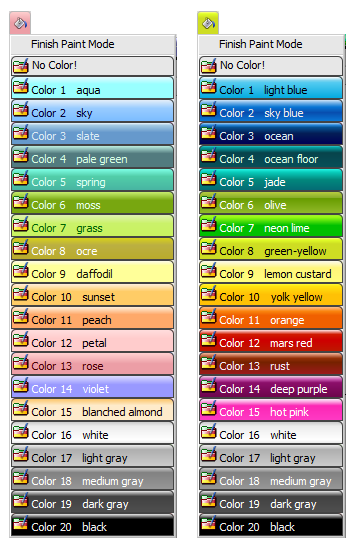 Finish Paint Mode
No Color!
Color 1 aqua
Color 2 sky
Color 3 slate
Color 4 pale green
Color 5 spring
Color 6 moss
Color 7 grass
Color 8 ocre
Color 9 daffodil
Color 10 sunset
Color 11 peach
Color 12 petal
Color 13 rose
Color 14 violet
Color 15 blanched almond
Color 16 white
Color 17 light gray
Color 18 medium gray
Color 19 dark gray
Color 20 black
Finish Paint Mode
No Color!
Color 1 light blue
Color 2 sky blue
Color 3 ocean
Color 4 ocean floor
Color 5 jade
Color 6 olive
Color 7 neon lime
Color 8 green-yellow
Color 9 lemon custard
Color 10 yolk yellow
Color 11 orange
Color 12 mars red
Color 13 rust
Color 14 deep purple
Color 15 hot pink
Color 16 white
Color 17 light gray
Color 18 medium gray
Color 19 dark gray
Color 20 black